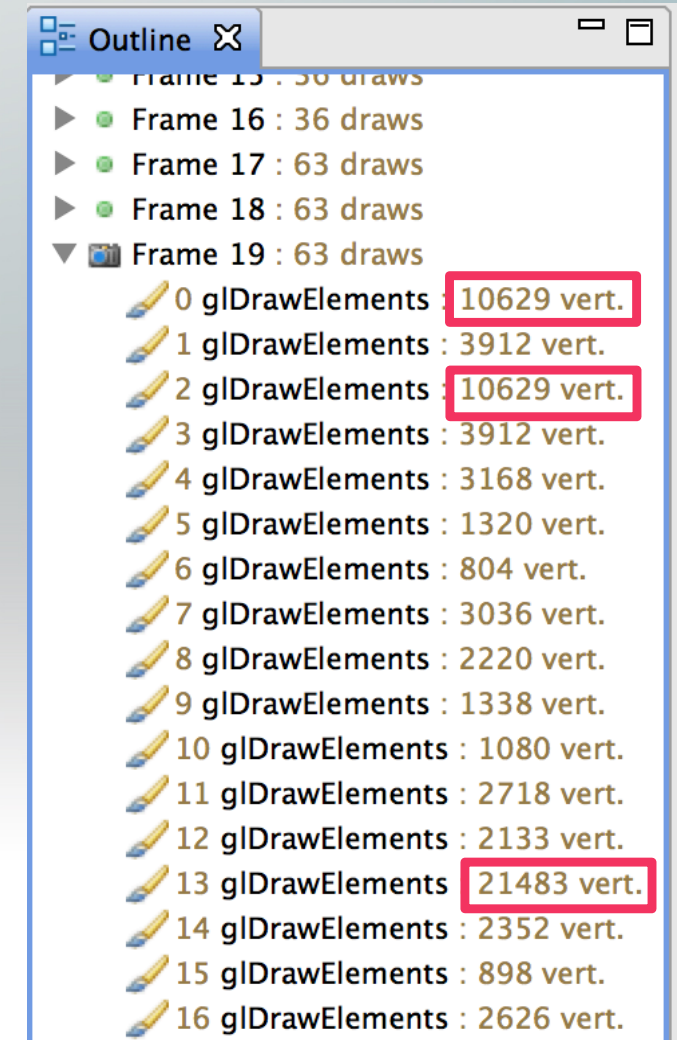 Outline
Frame 15 : 36 draws
Frame 16 : 36 draws
Frame 17 : 63 draws
Frame 18 : 63 draws
Frame 19 : 63 draws
0 glDrawElements : 10629 vert.
1 glDrawElements : 3912 vert.
2 glDrawElements : 10629 vert.
3 glDrawElements : 3912 vert.
4 glDrawElements : 3168 vert.
5 glDrawElements : 1320 vert.
6 glDrawElements : 804 vert.
7 glDrawElements : 3036 vert.
8 glDrawElements : 2220 vert.
9 glDrawElements : 1338 vert.
10 glDrawElements : 1080 vert.
11 glDrawElements : 2718 vert.
12 glDrawElements : 2133 vert.
13 glDrawElements : 21483 vert.
14 glDrawElements : 2352 vert.
15 glDrawElements : 898 vert.
16 glDrawElements : 2626 vert.